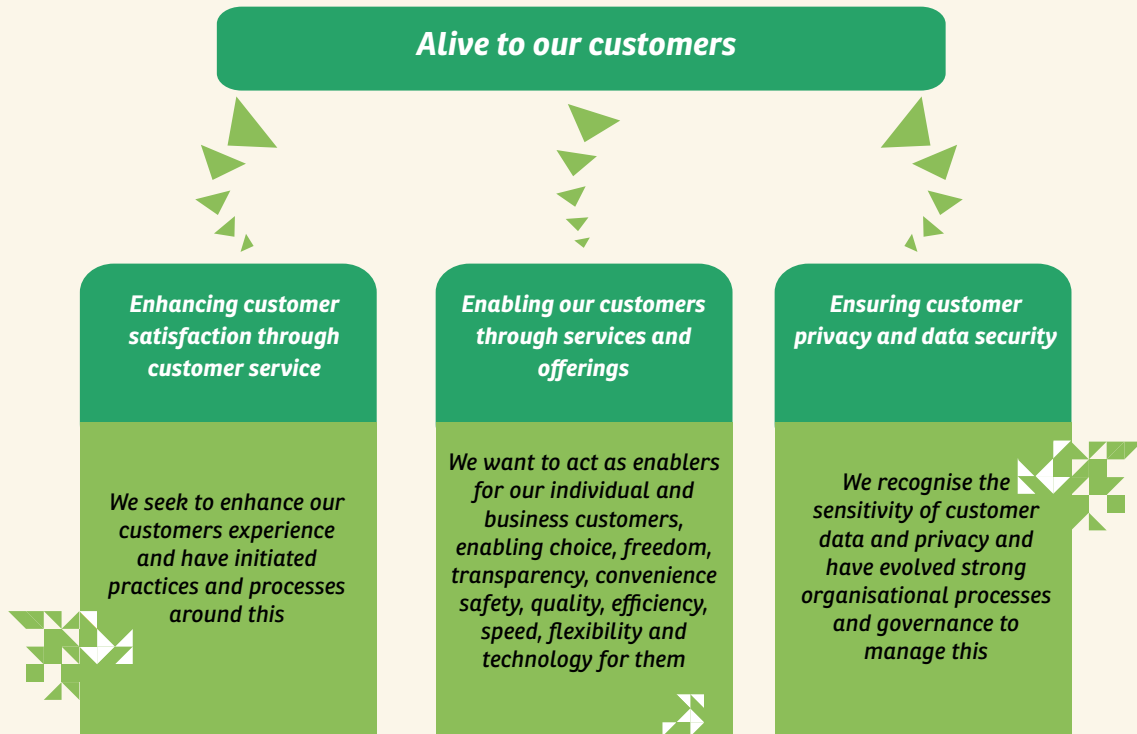 Alive to our customers
Enhancing customer
satisfaction through
customer service
We seek to enhance our
customers experience
and have initiated
practices and processes
around this
Enabling our customers
through services and
offerings
We want to act as enablers
for our individual and
business customers,
enabling choice, freedom,
transparency, convenience
safety, quality, efficiency,
speed, flexibility and
technology for them
Ensuring customer
privacy and data security
We recognise the
sensitivity of customer
data and privacy and
have evolved strong
organisational processes
and governance to
manage this